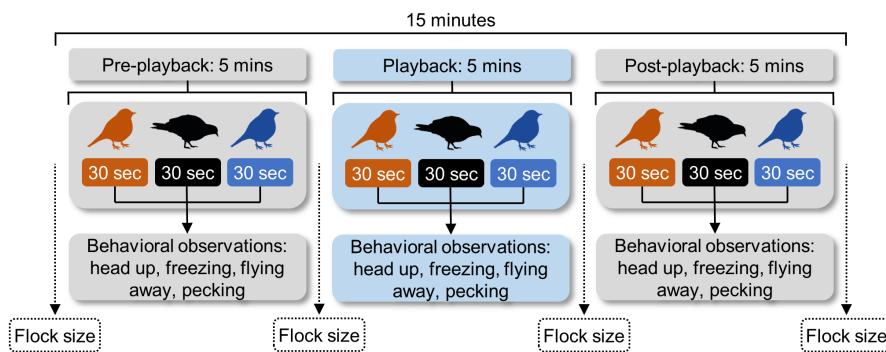 15 minutes
Pre-playback: 5 mins
Playback: 5 mins
Post-playback: 5 mins
30 sec
30 sec
30 sec
30 sec
30 sec
30 sec
30 sec
30 sec
30 sec
Behavioral observations:
head up, freezing, flying
away, pecking
Behavioral observations:
head up, freezing, flying
away, pecking
Behavioral observations:
head up, freezing, flying
away, pecking
Flock size
Flock size
Flock size
Flock size